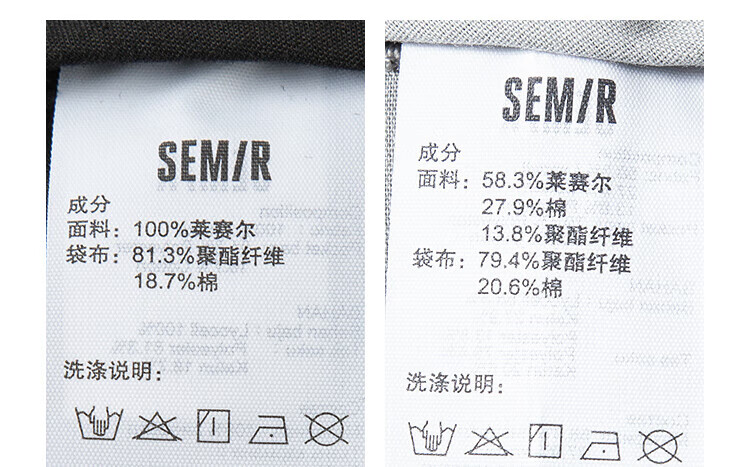 SEM/R
成分
面料：100%莱赛尔
袋布：81.3%聚酯纤维
18.7%棉
洗涤说明：
SEM/R
成分
面料：58.3%莱赛尔
27.9%棉
13.8%聚酯纤维
袋布：79.4%聚酯纤维
20.6%棉
洗涤说明：